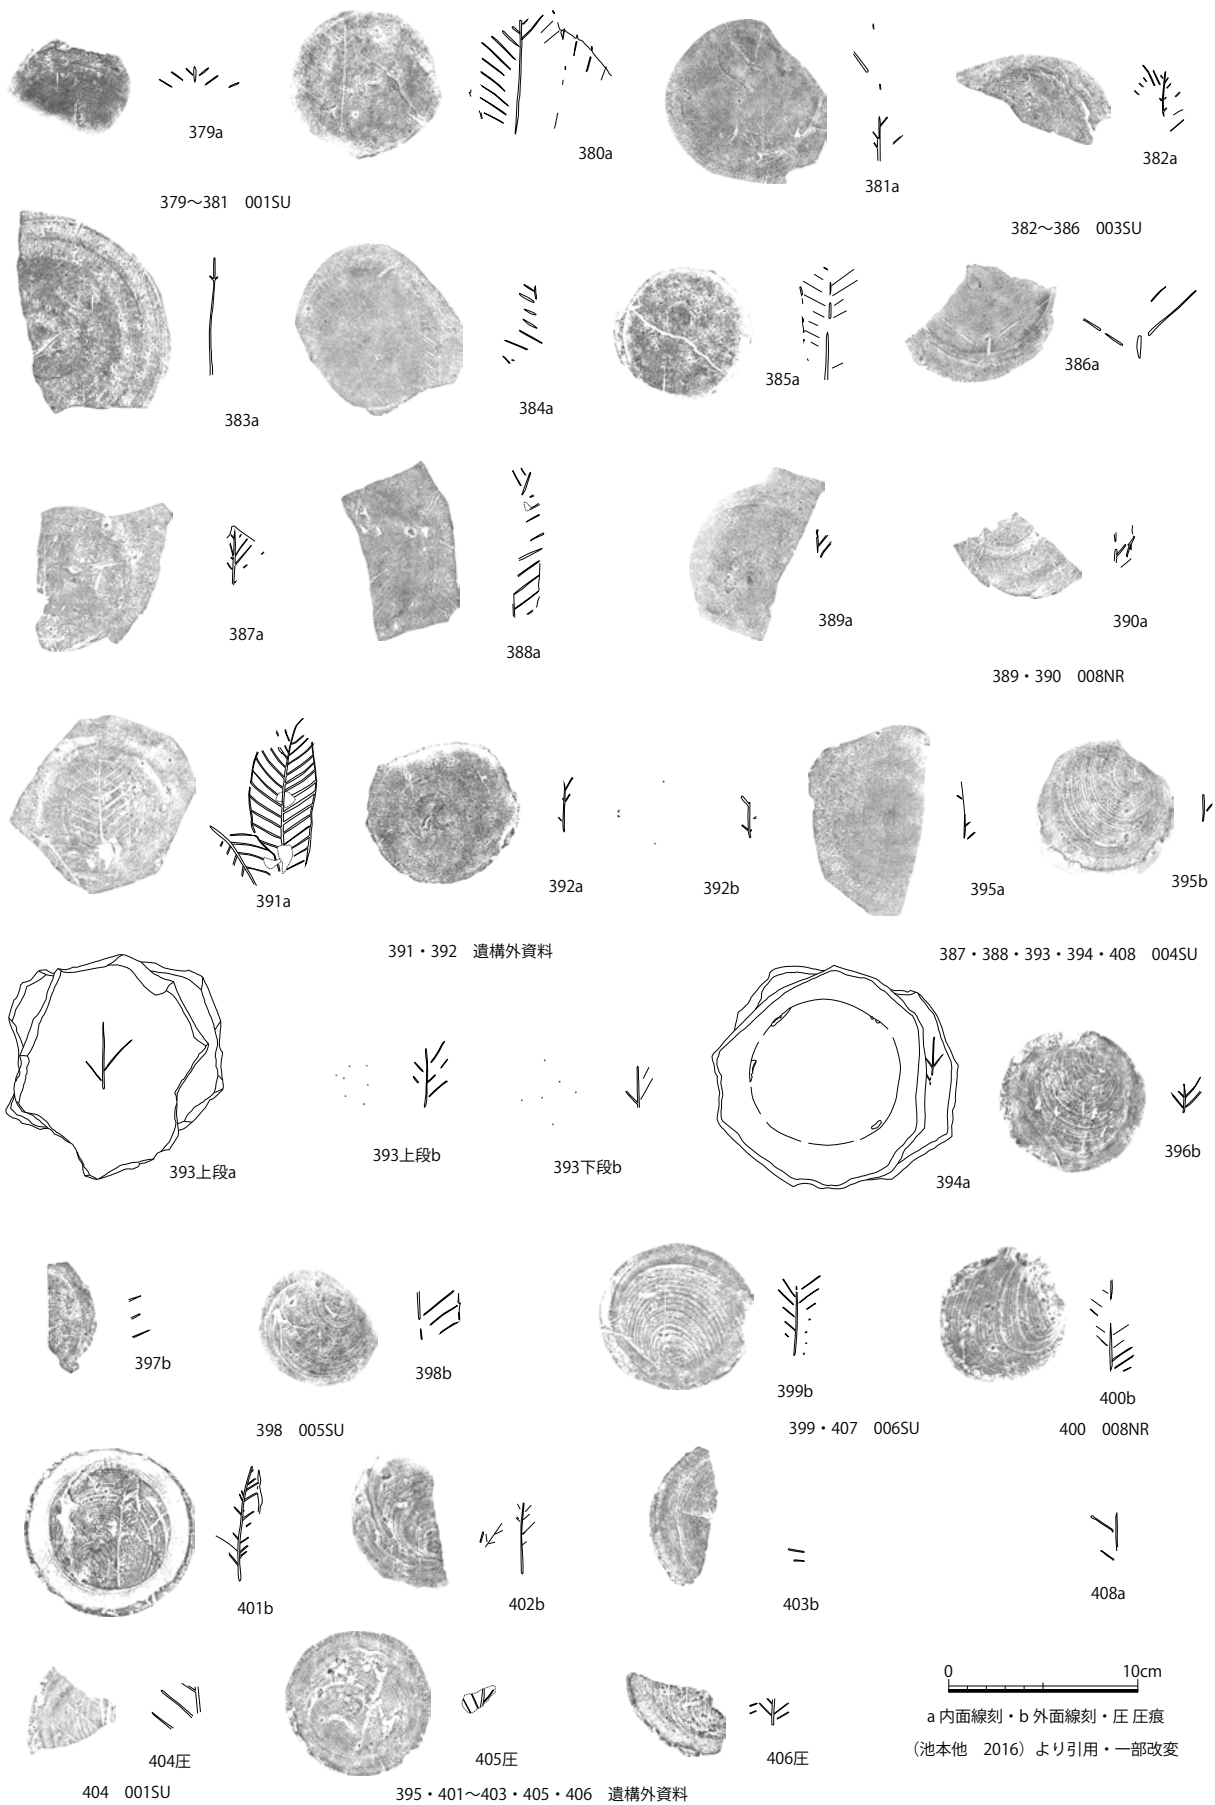 379a
380a
381a
382a
379～381　001SU
382～386　003SU
383a
384a
385a
386a
387a
388a
389a
390a
389・390　008NR
391a
392a
392b
395a
395b
391・392　遺構外資料
387・388・393・394・408　004SU
393上段a
393上段b
393下段b
394a
396b
397b
398b
399b
400b
398　005SU
399・407　006SU
400　008NR
401b
402b
403b
408a
404圧
405圧
406圧
404　001SU
395・401～403・405・406　遺構外資料
0 10cm
a 内面線刻・b 外面線刻・圧 圧痕
（池本他　2016）より引用・一部改変